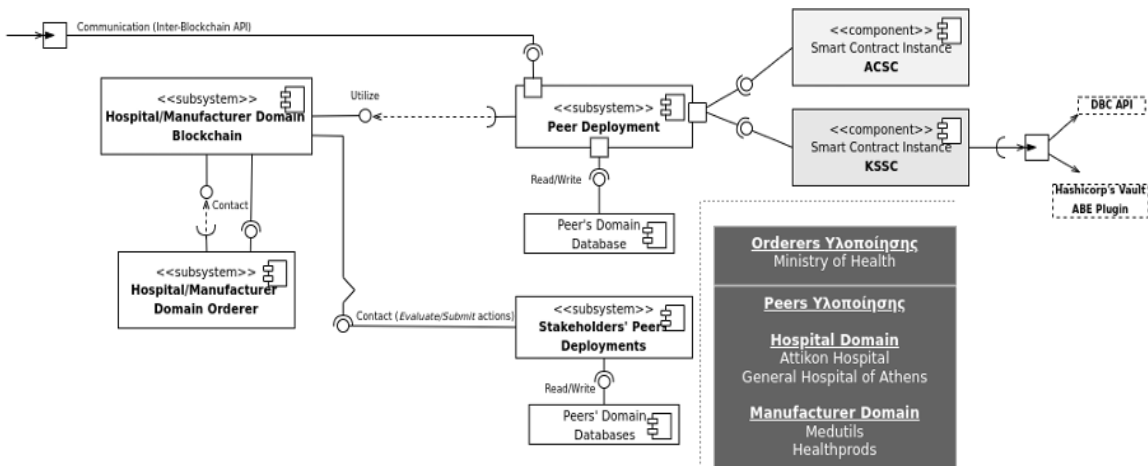 Communication (Inter-Blockchain API)
<<component>>
Smart Contract Instance
ACSC
<<subsystem>>
Hospital/Manufacturer Domain
Blockchain
Utilize
<<subsystem>>
Peer Deployment
<<component>>
Smart Contract Instance
KSSC
DBC API
Hashicorp's Vault
ABE Plugin
Read/Write
Contact
Peer's Domain
Database
<<subsystem>>
Hospital/Manufacturer
Domain Orderer
Contact (Evaluate/Submit actions)
<<subsystem>>
Stakeholders' Peers
Deployments
Read/Write
Peers' Domain
Databases
Orderers Υλοποίησης
Ministry of Health
Peers Υλοποίησης
Hospital Domain
Attikon Hospital
General Hospital of Athens
Manufacturer Domain
Medutils
Healthprods